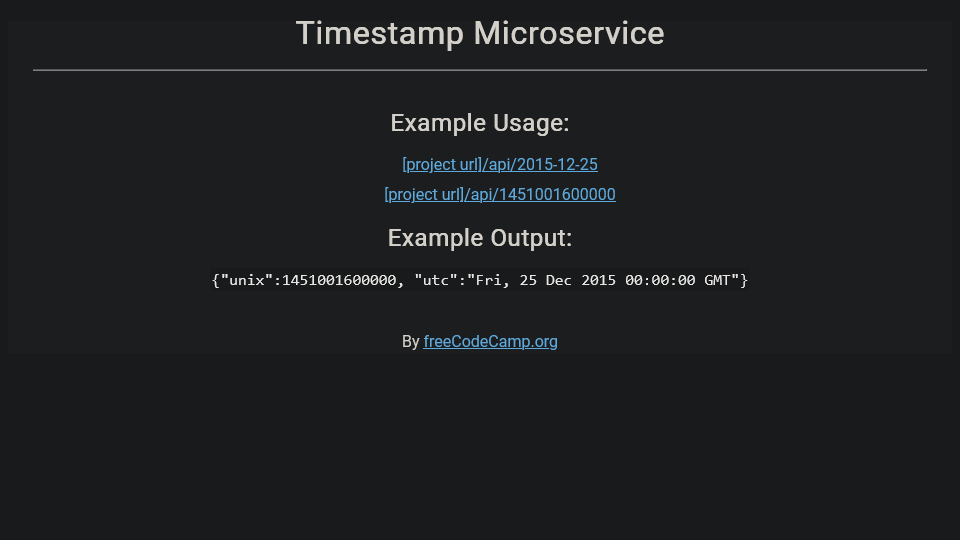 Timestamp Microservice
Example Usage:
[project url]/api/2015-12-25
[project url]/api/1451001600000
Example Output:
{"unix":1451001600000, "utc":"Fri, 25 Dec 2015 00:00:00 GMT"}
By freeCodeCamp.org